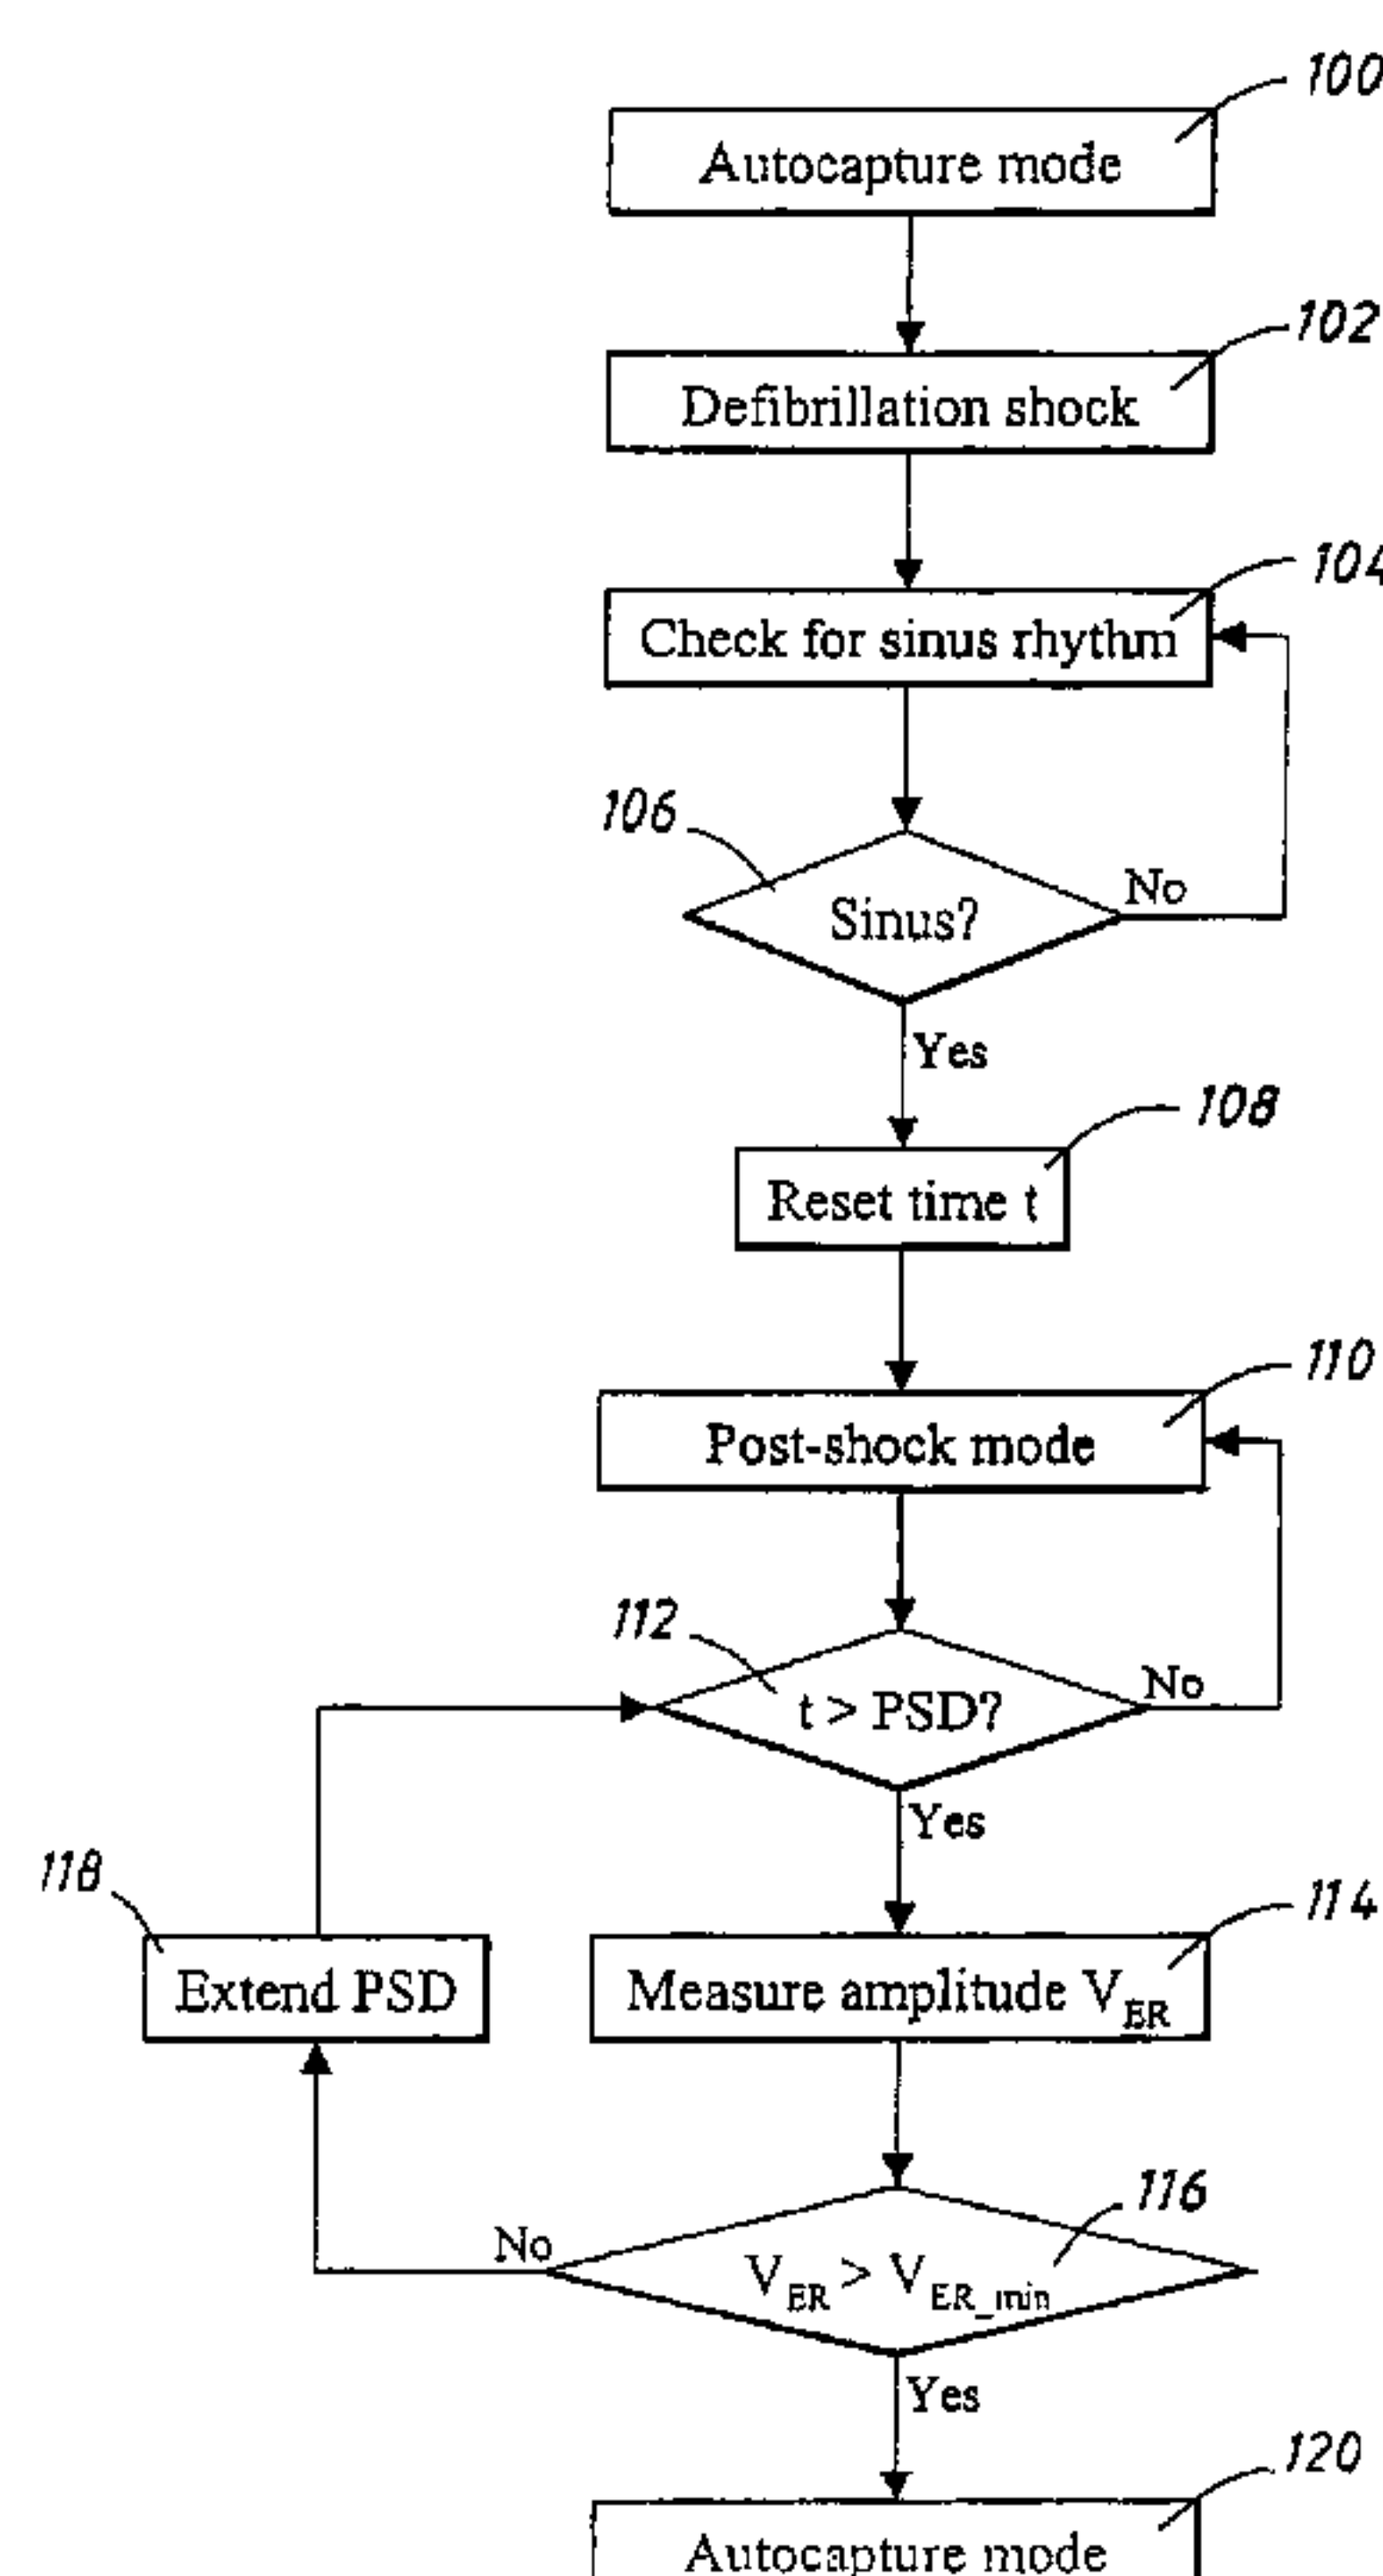 100
Autocapture mode
102
Defibrillation shock
104
Check for sinus rhythm
106
Sinus?
No
Yes
108
Reset time t
110
Post-shock mode
112
t > PSD?
No
Yes
118
Extend PSD
114
Measure amplitude V_ER
116
V_ER > V_ER_min
No
Yes
120
Autocapture mode